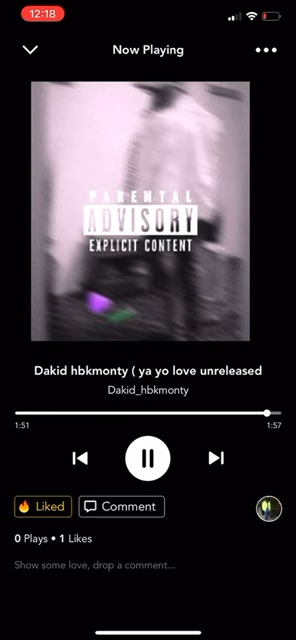 12:18
Now Playing
PARENTAL
ADVISORY
EXPLICIT CONTENT
Dakid hbkmonty ( ya yo love unreleased
Dakid_hbkmonty
1:51
1:57
Liked
Comment
0 Plays • 1 Likes
Show some love, drop a comment...